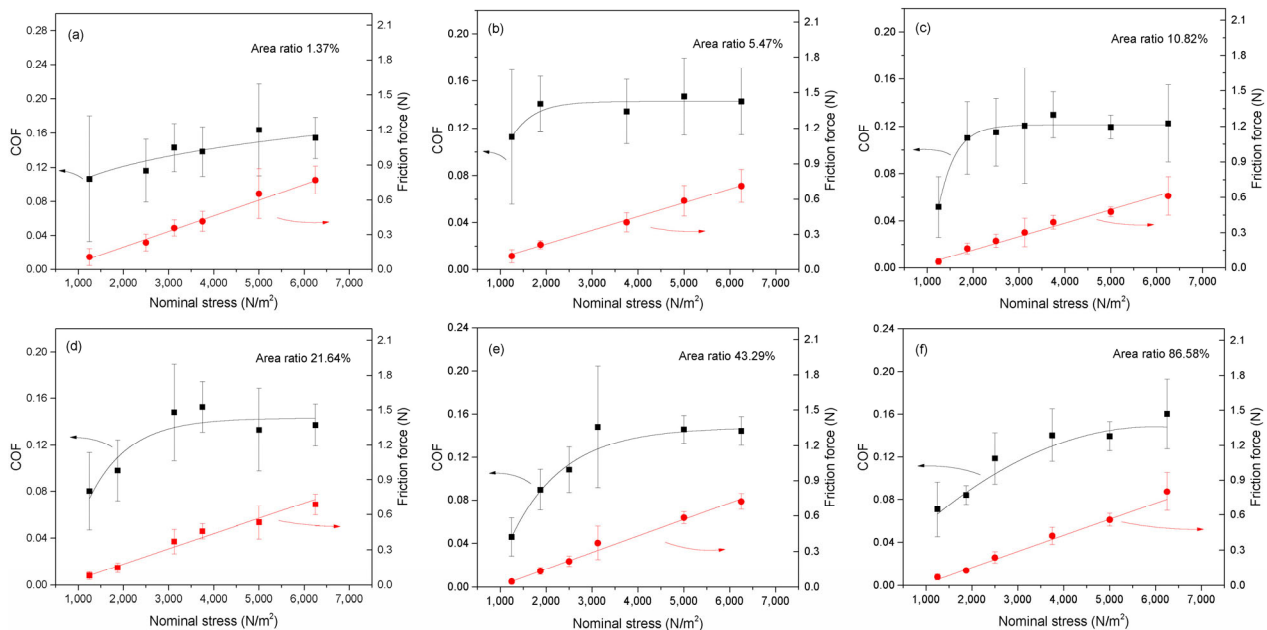 (a)
Area ratio 1.37%
COF
0.28
0.24
0.20
0.16
0.12
0.08
0.04
0.00
2.1
1.8
1.5
1.2
0.9
0.6
0.3
0.0
Friction force (N)
1,000 2,000 3,000 4,000 5,000 6,000 7,000
Nominal stress (N/m²)
(b)
Area ratio 5.47%
COF
0.20
0.16
0.12
0.08
0.04
0.00
2.1
1.8
1.5
1.2
0.9
0.6
0.3
0.0
Friction force (N)
1,000 2,000 3,000 4,000 5,000 6,000 7,000
Nominal stress (N/m²)
(c)
Area ratio 10.82%
COF
0.20
0.16
0.12
0.08
0.04
0.00
2.1
1.8
1.5
1.2
0.9
0.6
0.3
0.0
Friction force (N)
1,000 2,000 3,000 4,000 5,000 6,000 7,000
Nominal stress (N/m²)
(d)
Area ratio 21.64%
COF
0.20
0.16
0.12
0.08
0.04
0.00
2.1
1.8
1.5
1.2
0.9
0.6
0.3
0.0
Friction force (N)
1,000 2,000 3,000 4,000 5,000 6,000 7,000
Nominal stress (N/m²)
(e)
Area ratio 43.29%
COF
0.24
0.20
0.16
0.12
0.08
0.04
0.00
2.1
1.8
1.5
1.2
0.9
0.6
0.3
0.0
Friction force (N)
1,000 2,000 3,000 4,000 5,000 6,000 7,000
Nominal stress (N/m²)
(f)
Area ratio 86.58%
COF
0.24
0.20
0.16
0.12
0.08
0.04
0.00
2.1
1.8
1.5
1.2
0.9
0.6
0.3
0.0
Friction force (N)
1,000 2,000 3,000 4,000 5,000 6,000 7,000
Nominal stress (N/m²)